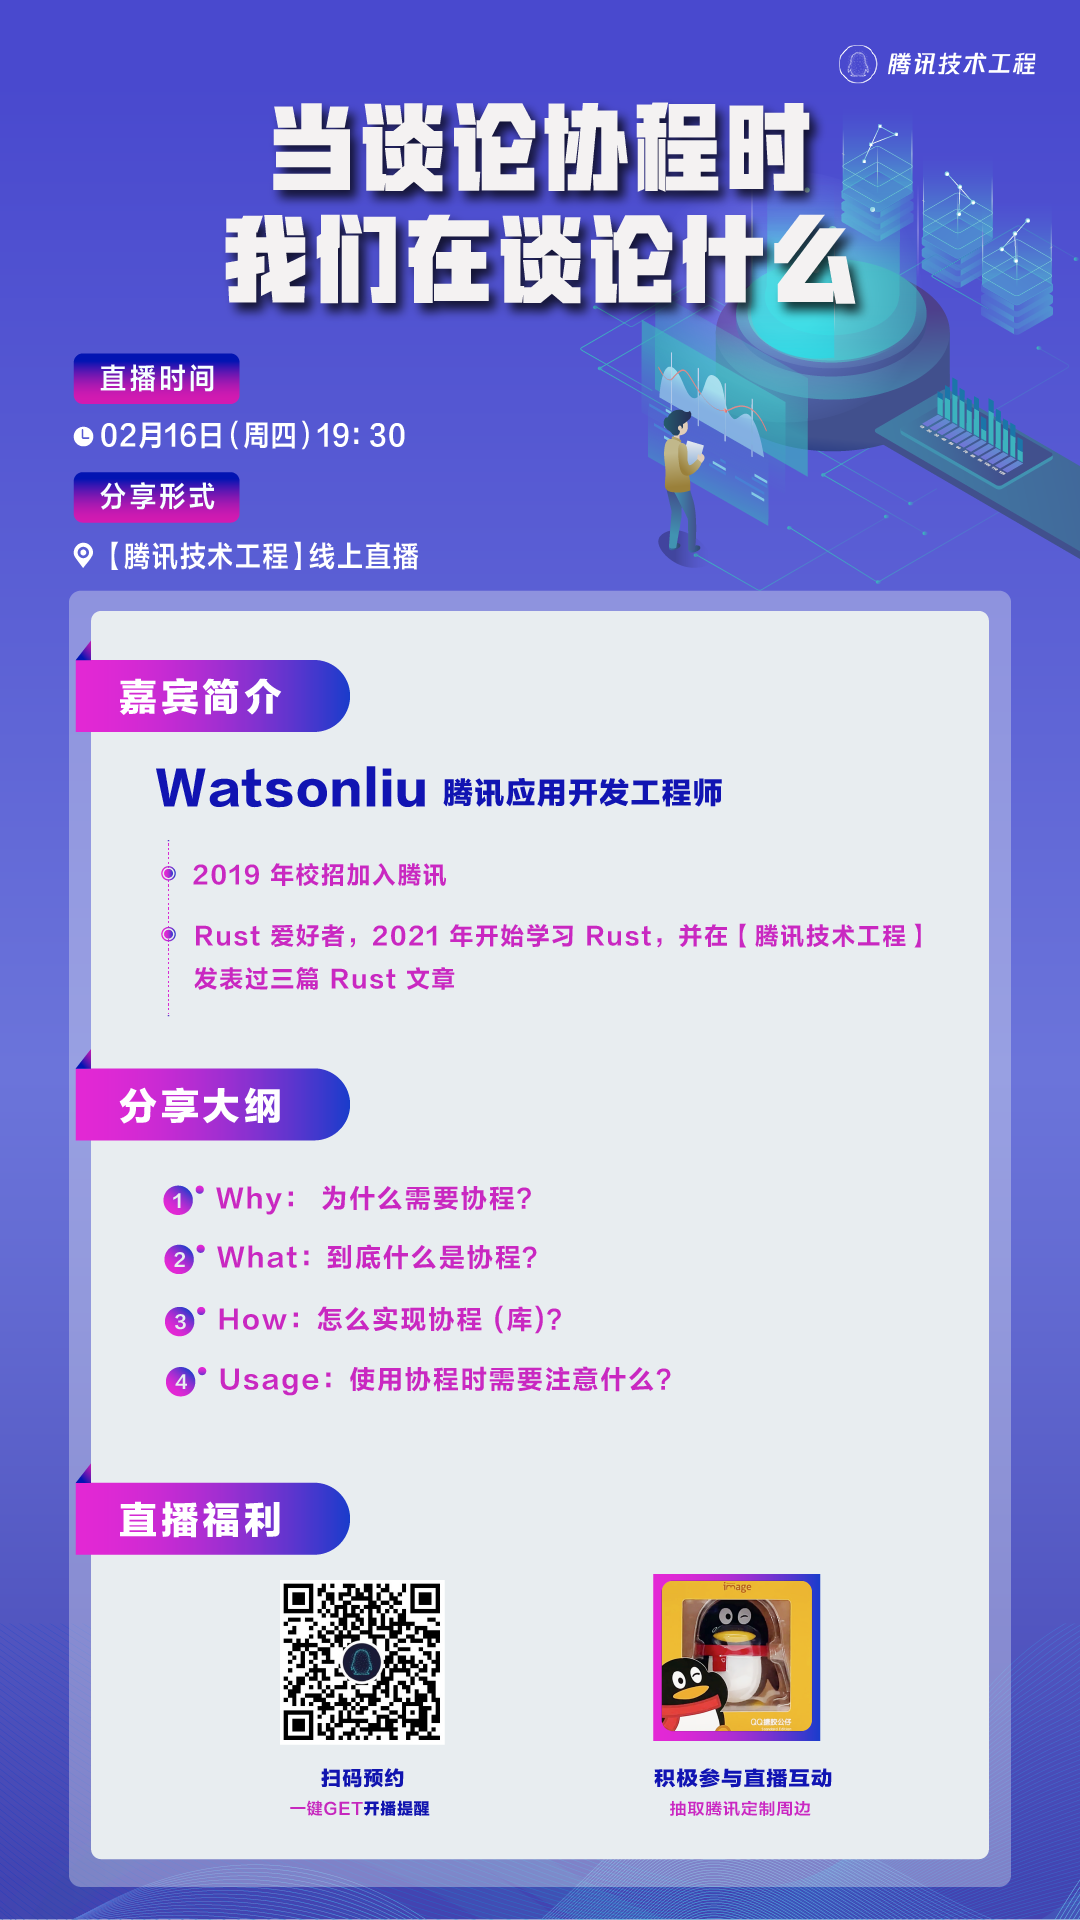 腾讯技术工程
当谈论协程时
我们在谈论什么
直播时间
02月16日（周四）19：30
分享形式
【腾讯技术工程】线上直播
嘉宾简介
Watsonliu 腾讯应用开发工程师
2019 年校招加入腾讯
Rust 爱好者，2021 年开始学习 Rust，并在【腾讯技术工程】
发表过三篇 Rust 文章
分享大纲
1 Why： 为什么需要协程？
2 What：到底什么是协程？
3 How：怎么实现协程（库）？
4 Usage：使用协程时需要注意什么？
直播福利
image
QQ橡胶公仔
扫码预约
积极参与直播互动
一键GET开播提醒
抽取腾讯定制周边